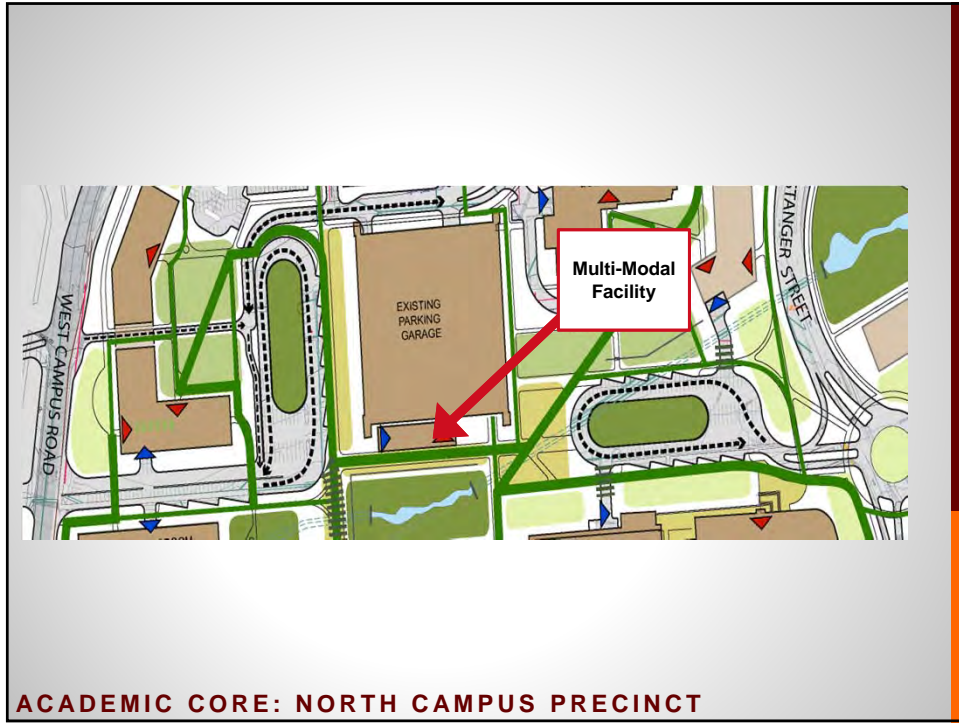 Multi-Modal
Facility
EXISTING
PARKING
GARAGE
WEST CAMPUS ROAD
STANGER STREET
ACADEMIC CORE: NORTH CAMPUS PRECINCT